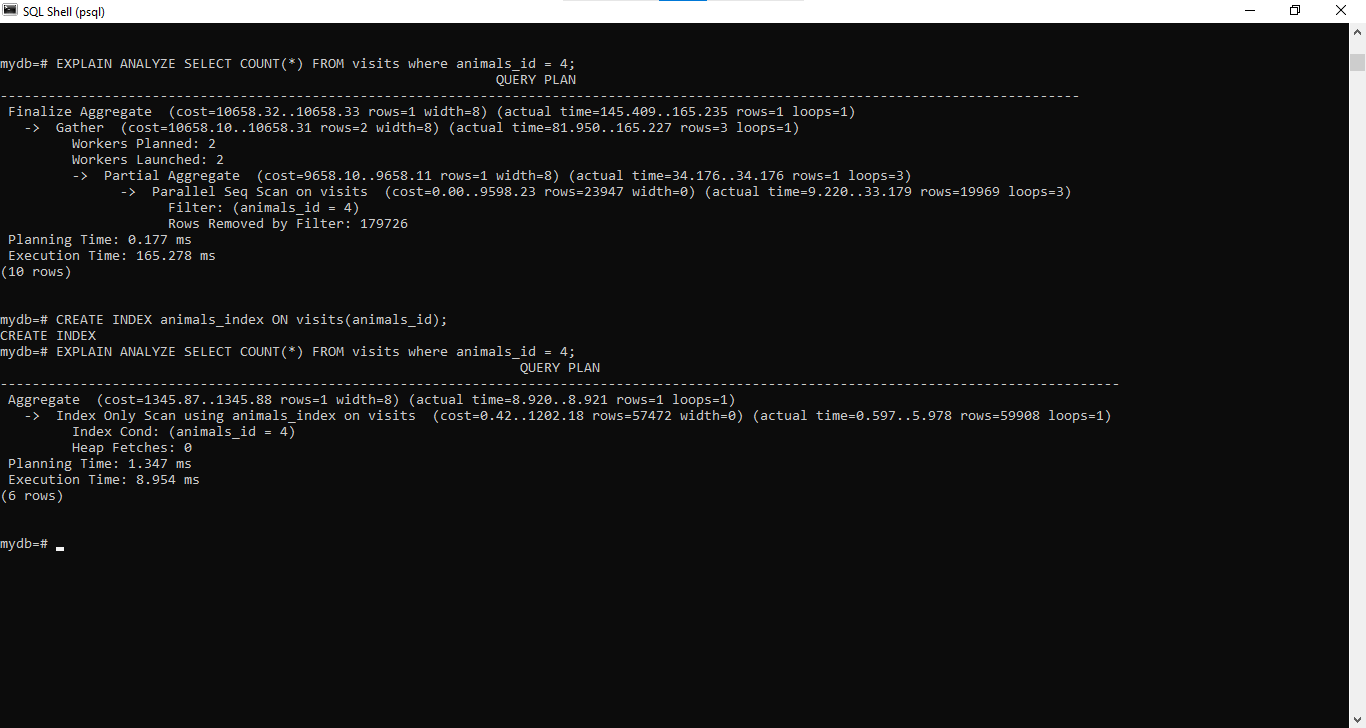 SQL Shell (psql)
mydb=# EXPLAIN ANALYZE SELECT COUNT(*) FROM visits where animals_id = 4;
QUERY PLAN
---------------------------------------------------------------------------------------------------------------------------------------
Finalize Aggregate  (cost=10658.32..10658.33 rows=1 width=8) (actual time=145.409..165.235 rows=1 loops=1)
  ->  Gather  (cost=10658.10..10658.31 rows=2 width=8) (actual time=81.950..165.227 rows=3 loops=1)
        Workers Planned: 2
        Workers Launched: 2
        ->  Partial Aggregate  (cost=9658.10..9658.11 rows=1 width=8) (actual time=34.176..34.176 rows=1 loops=3)
              ->  Parallel Seq Scan on visits  (cost=0.00..9598.23 rows=23947 width=0) (actual time=9.220..33.179 rows=19969 loops=3)
                    Filter: (animals_id = 4)
                    Rows Removed by Filter: 179726
Planning Time: 0.177 ms
Execution Time: 165.278 ms
(10 rows)
mydb=# CREATE INDEX animals_index ON visits(animals_id);
CREATE INDEX
mydb=# EXPLAIN ANALYZE SELECT COUNT(*) FROM visits where animals_id = 4;
QUERY PLAN
--------------------------------------------------------------------------------------------------------------------------------------------
Aggregate  (cost=1345.87..1345.88 rows=1 width=8) (actual time=8.920..8.921 rows=1 loops=1)
  ->  Index Only Scan using animals_index on visits  (cost=0.42..1202.18 rows=57472 width=0) (actual time=0.597..5.978 rows=59908 loops=1)
        Index Cond: (animals_id = 4)
        Heap Fetches: 0
Planning Time: 1.347 ms
Execution Time: 8.954 ms
(6 rows)
mydb=#